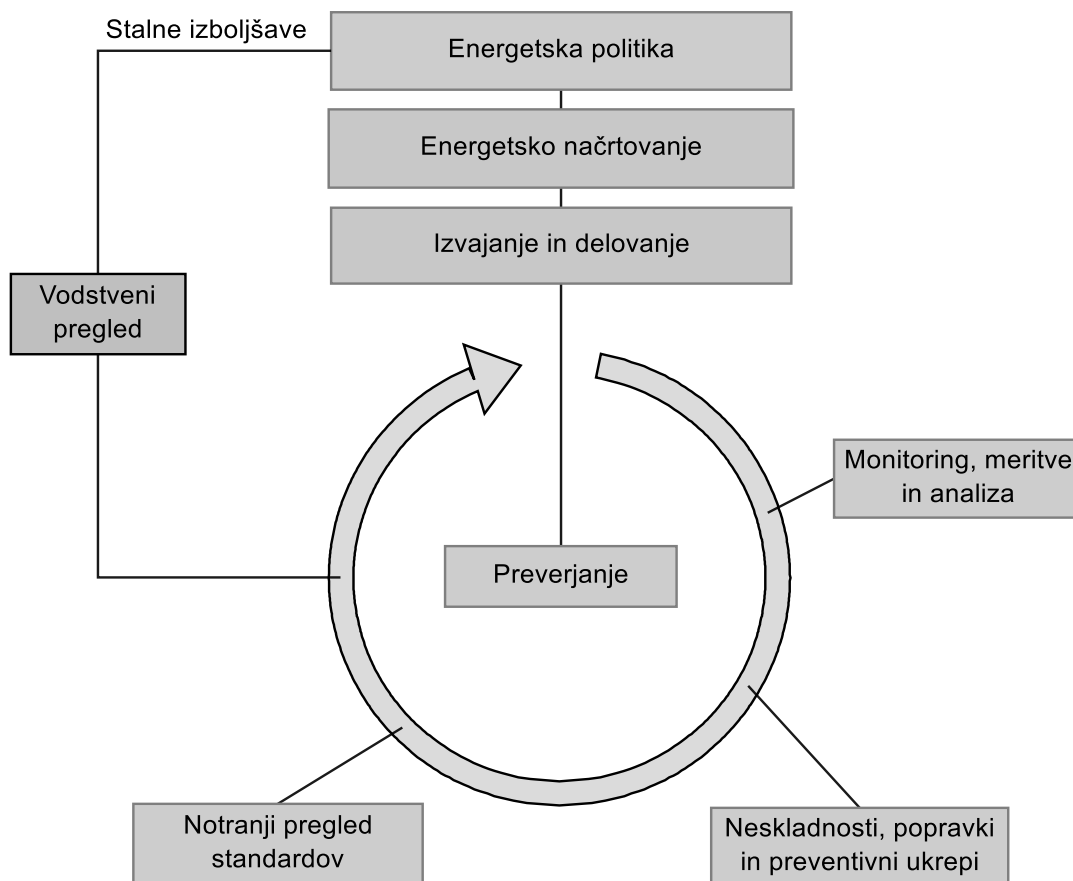 Stalne izboljšave
Energetska politika
Energetsko načrtovanje
Izvajanje in delovanje
Vodstveni
pregled
Monitoring, meritve
in analiza
Preverjanje
Notranji pregled
standardov
Neskladnosti, popravki
in preventivni ukrepi